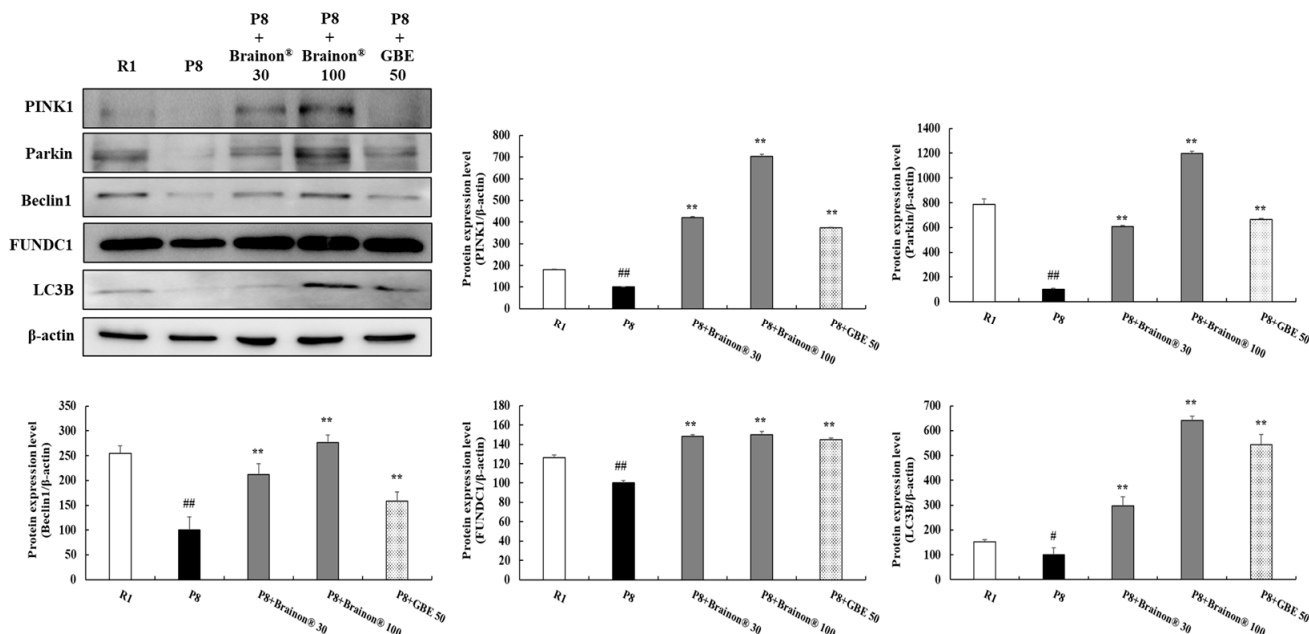 R1
P8
P8
+
Brainon®
30
P8
+
Brainon®
100
P8
+
GBE
50
PINK1
Parkin
Beclin1
FUNDC1
LC3B
β-actin
Protein expression level
(PINK1/β-actin)
800
700
600
500
400
300
200
100
0
##
**
**
**
R1
P8
P8+Brainon® 30
P8+Brainon® 100
P8+GBE 50
Protein expression level
(Parkin/β-actin)
1400
1200
1000
800
600
400
200
0
##
**
**
**
R1
P8
P8+Brainon® 30
P8+Brainon® 100
P8+GBE 50
Protein expression level
(Beclin1/β-actin)
350
300
250
200
150
100
50
0
##
**
**
**
R1
P8
P8+Brainon® 30
P8+Brainon® 100
P8+GBE 50
Protein expression level
(FUNDC1/β-actin)
180
160
140
120
100
80
60
40
20
0
##
**
**
**
R1
P8
P8+Brainon® 30
P8+Brainon® 100
P8+GBE 50
Protein expression level
(LC3B/β-actin)
700
600
500
400
300
200
100
0
#
**
**
**
R1
P8
P8+Brainon® 30
P8+Brainon® 100
P8+GBE 50